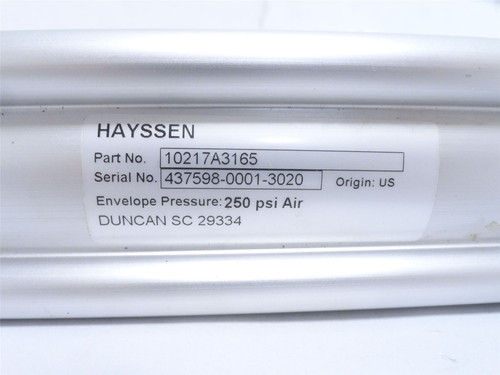 HAYSSEN
Part No. 10217A3165
Serial No. 437598-0001-3020 Origin: US
Envelope Pressure: 250 psi Air
DUNCAN SC 29334